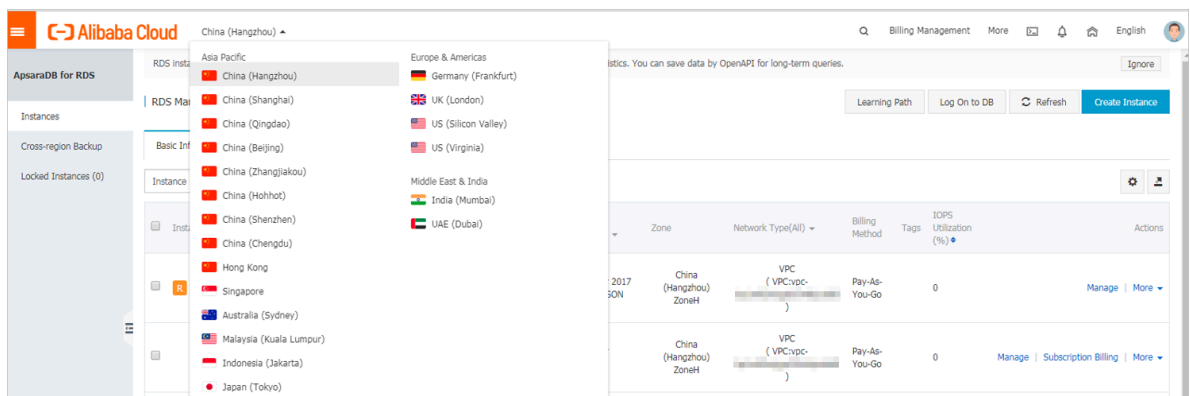 Alibaba Cloud
China (Hangzhou)
Billing Management
More
English
ApsaraDB for RDS
Instances
Cross-region Backup
Locked Instances (0)
RDS insta
istics. You can save data by OpenAPI for long-term queries.
Ignore
RDS Ma
Learning Path
Log On to DB
Refresh
Create Instance
Basic Inf
Instance
Asia Pacific
China (Hangzhou)
China (Shanghai)
China (Qingdao)
China (Beijing)
China (Zhangjiakou)
China (Hohhot)
China (Shenzhen)
China (Chengdu)
Hong Kong
Singapore
Australia (Sydney)
Malaysia (Kuala Lumpur)
Indonesia (Jakarta)
Japan (Tokyo)
Europe & Americas
Germany (Frankfurt)
UK (London)
US (Silicon Valley)
US (Virginia)
Middle East & India
India (Mumbai)
UAE (Dubai)
Insta
Zone
Network Type(All)
Billing
Method
Tags
IOPS
Utilization
(%)
Actions
R
2017
SON
China
(Hangzhou)
ZoneH
VPC
( VPC:vpc-
)
Pay-As-
You-Go
0
Manage | More
China
(Hangzhou)
ZoneH
VPC
( VPC:vpc-
)
Pay-As-
You-Go
0
Manage | Subscription Billing | More